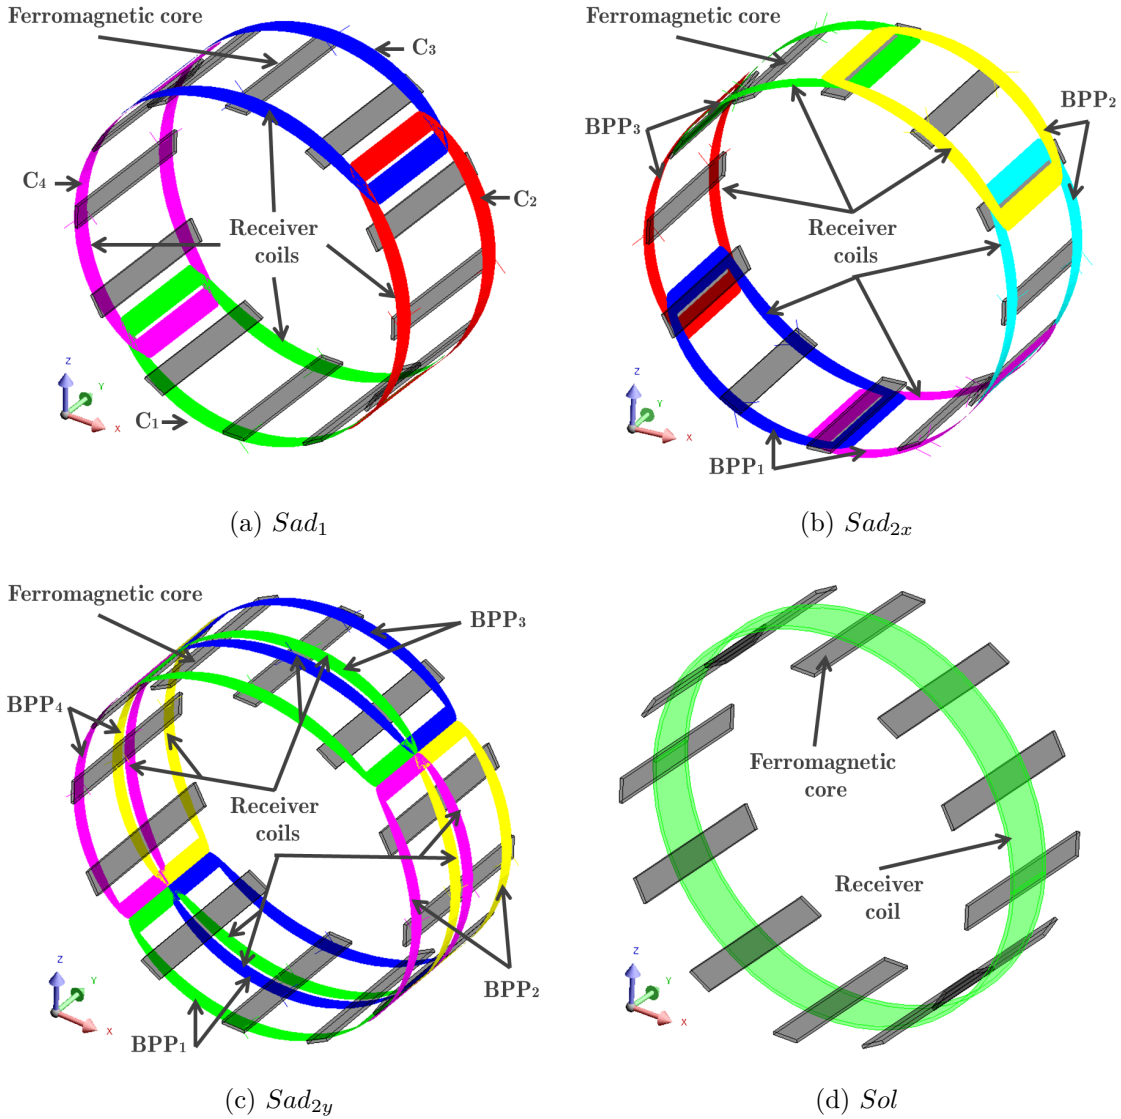 Ferromagnetic core
C3
C2
C4
Receiver
coils
C1
Z
Y
X
(a) Sad1
Ferromagnetic core
BPP2
BPP3
Receiver
coils
BPP1
Z
Y
X
(b) Sad2x
Ferromagnetic core
BPP3
BPP4
Receiver
coils
BPP2
BPP1
Z
Y
X
(c) Sad2y
Ferromagnetic
core
Receiver
coil
Z
Y
X
(d) Sol